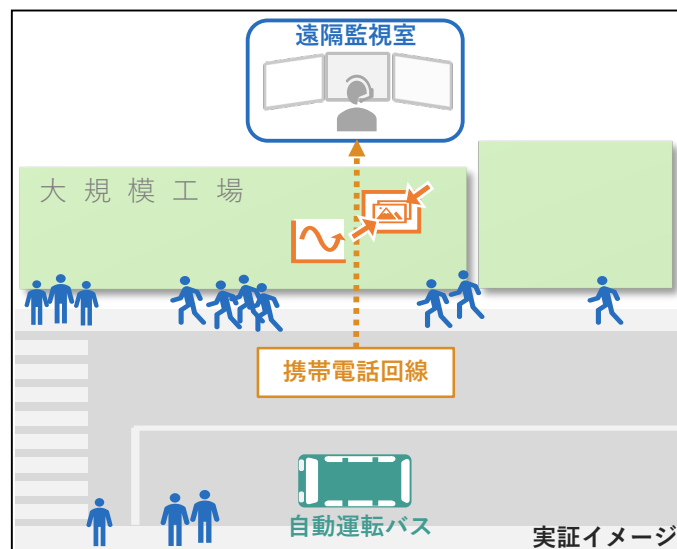 遠隔監視室
大規模工場
携帯電話回線
自動運転バス
実証イメージ